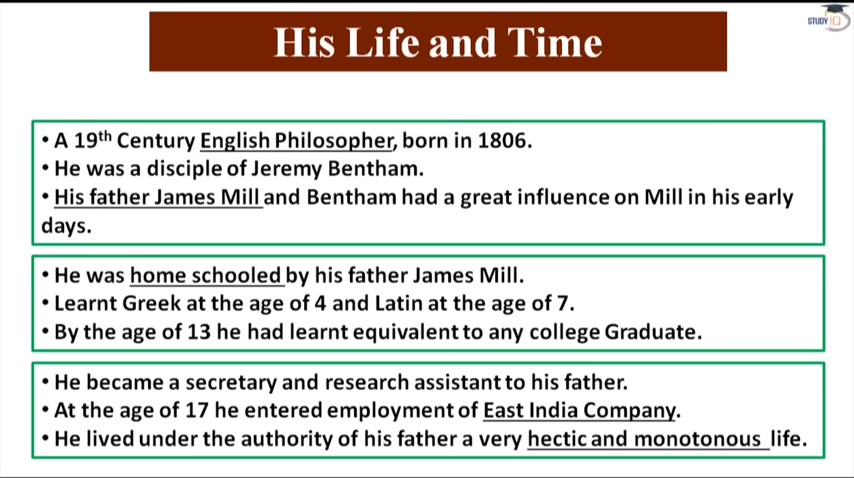 STUDY IQ
His Life and Time
• A 19th Century English Philosopher, born in 1806.
• He was a disciple of Jeremy Bentham.
• His father James Mill and Bentham had a great influence on Mill in his early
days.
• He was home schooled by his father James Mill.
• Learnt Greek at the age of 4 and Latin at the age of 7.
• By the age of 13 he had learnt equivalent to any college Graduate.
• He became a secretary and research assistant to his father.
• At the age of 17 he entered employment of East India Company.
• He lived under the authority of his father a very hectic and monotonous life.